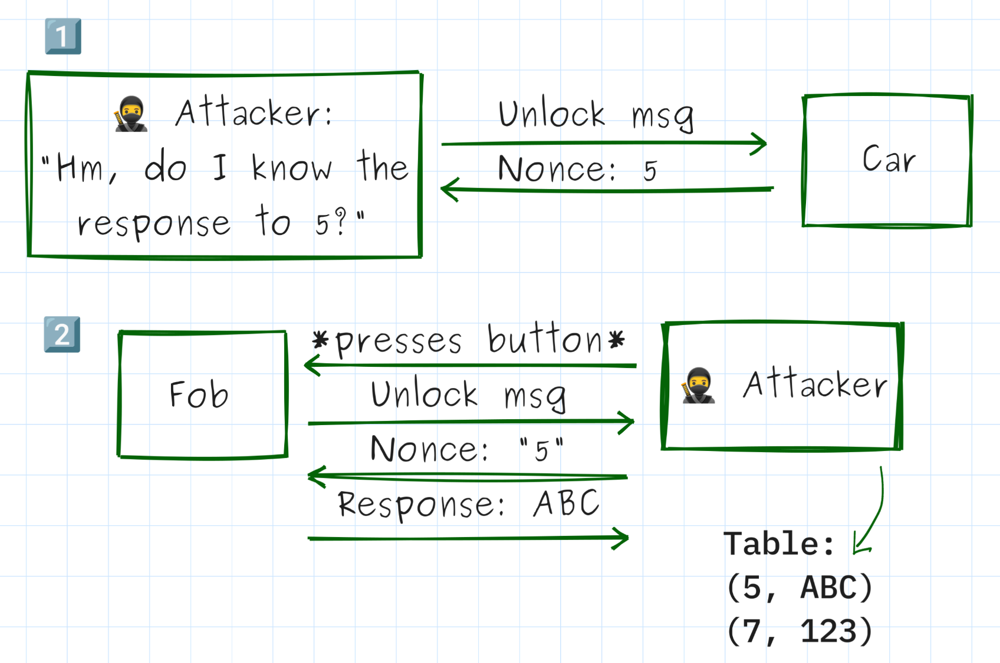 1
Attacker:
"Hm, do I know the
response to 5?"
Unlock msg
Nonce: 5
Car
2
Fob
*presses button*
Unlock msg
Nonce: "5"
Response: ABC
Attacker
Table:
(5, ABC)
(7, 123)